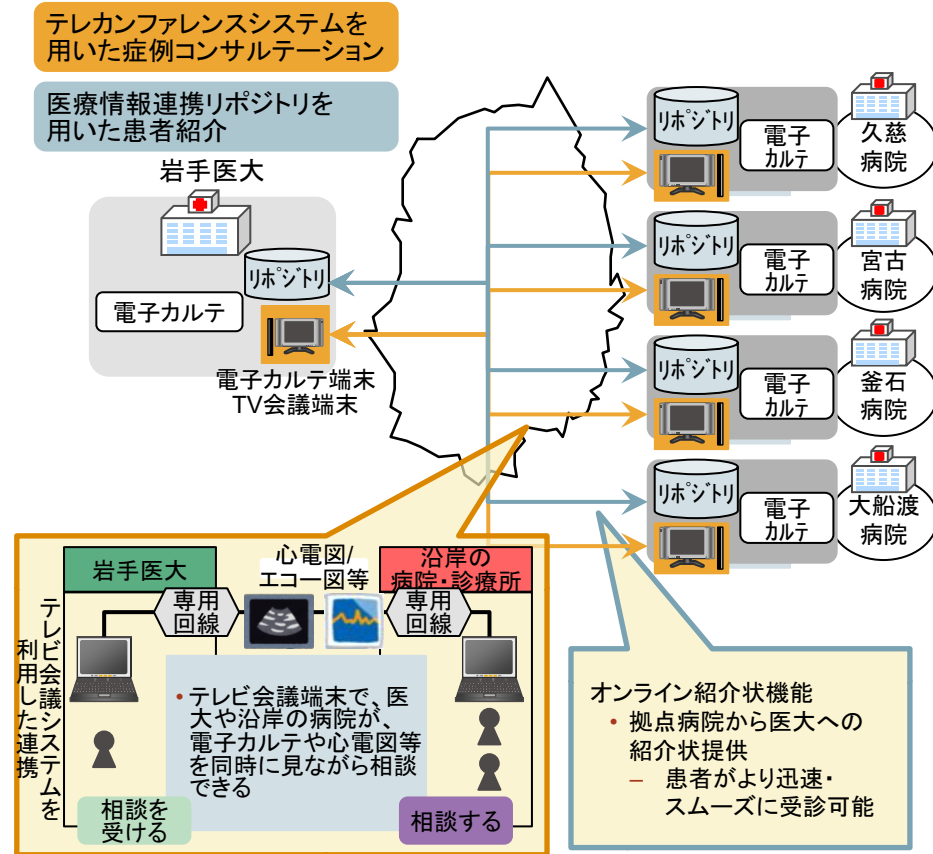 テレカンファレンスシステムを
用いた症例コンサルテーション
医療情報連携リポジトリを
用いた患者紹介
岩手医大
リポジトリ
電子カルテ
電子カルテ端末
TV会議端末
リポジトリ
電子
カルテ
久慈
病院
リポジトリ
電子
カルテ
宮古
病院
リポジトリ
電子
カルテ
釜石
病院
リポジトリ
電子
カルテ
大船渡
病院
テレビ会議システムを
利用した連携
岩手医大
専用
回線
心電図/
エコー図等
専用
回線
沿岸の
病院・診療所
• テレビ会議端末で、医
大や沿岸の病院が、
電子カルテや心電図等
を同時に見ながら相談
できる
相談を
受ける
相談する
オンライン紹介状機能
• 拠点病院から医大への
紹介状提供
– 患者がより迅速・
スムーズに受診可能